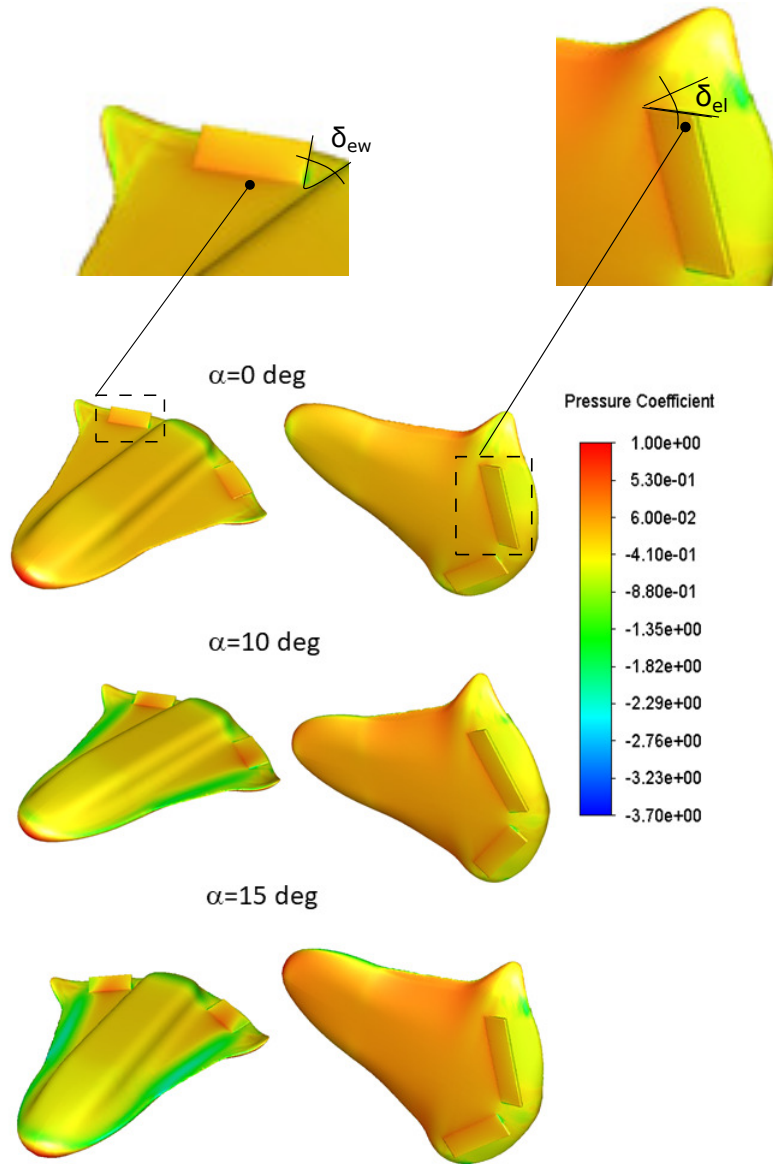 δel
δew
α=0 deg
Pressure Coefficient
1.00e+00
5.30e-01
6.00e-02
-4.10e-01
-8.80e-01
-1.35e+00
-1.82e+00
-2.29e+00
-2.76e+00
-3.23e+00
-3.70e+00
α=10 deg
α=15 deg